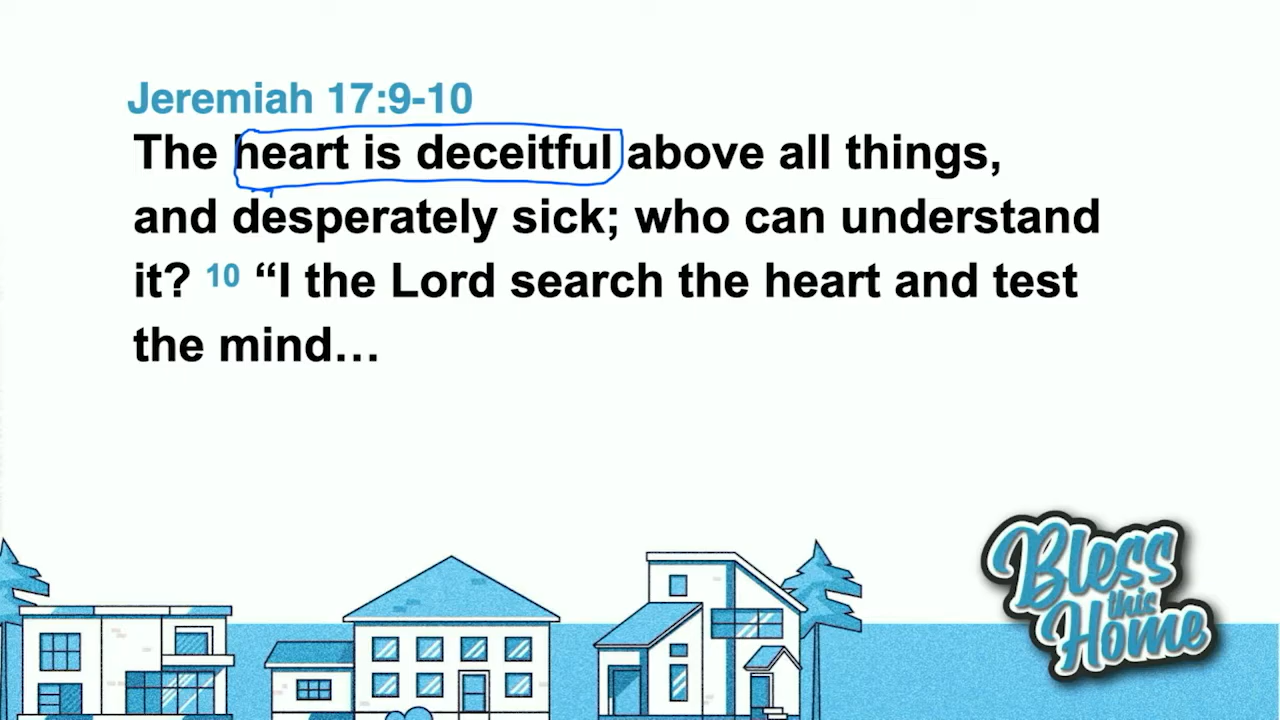 Jeremiah 17:9-10
The heart is deceitful above all things,
and desperately sick; who can understand
it? 10 “I the Lord search the heart and test
the mind…
Bless
this
Home